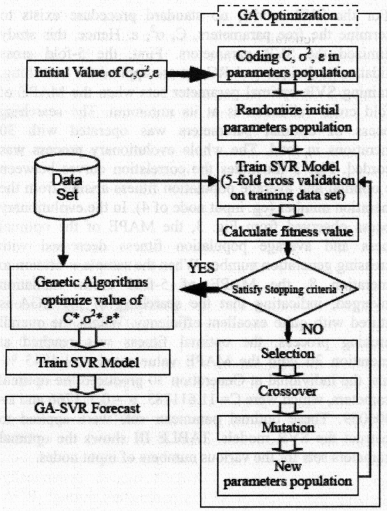 GA Optimization
Initial Value of C,σ²,ε
Coding C, σ², ε in
parameters population
Randomize initial
parameters population
Train SVR Model
(5-fold cross validation
on training data set)
Calculate fitness value
Data
Set
YES
Satisfy Stopping criteria ?
Genetic Algorithms
optimize value of
C*,σ²*,ε*
NO
Train SVR Model
Selection
GA-SVR Forecast
Crossover
Mutation
New
parameters population